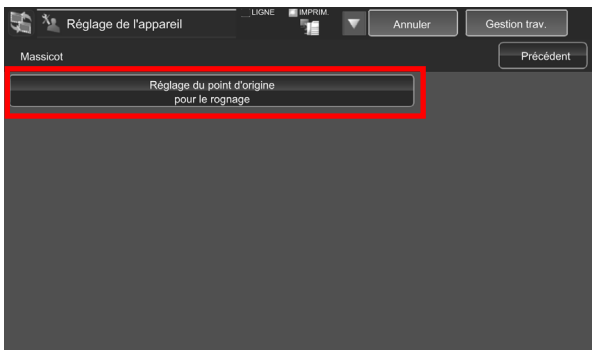 Réglage de l'appareil
LIGNE
IMPRIM.
Annuler
Gestion trav.
Massicot
Précédent
Réglage du point d'origine
pour le rognage